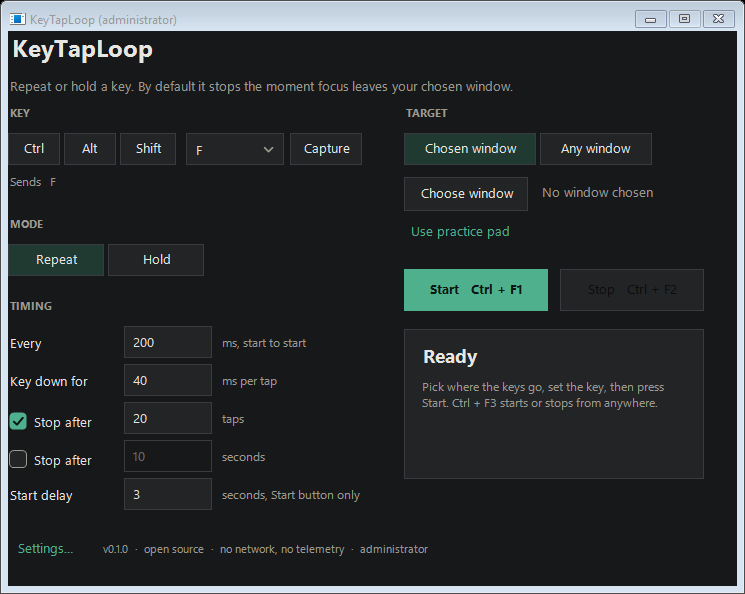 KeyTapLoop (administrator)
KeyTapLoop
Repeat or hold a key. By default it stops the moment focus leaves your chosen window.
KEY
Ctrl Alt Shift F Capture
Sends F
MODE
Repeat Hold
TIMING
Every 200 ms, start to start
Key down for 40 ms per tap
Stop after 20 taps
Stop after 10 seconds
Start delay 3 seconds, Start button only
TARGET
Chosen window Any window
Choose window No window chosen
Use practice pad
Start Ctrl + F1 Stop Ctrl + F2
Ready
Pick where the keys go, set the key, then press
Start. Ctrl + F3 starts or stops from anywhere.
Settings... v0.1.0 · open source · no network, no telemetry · administrator